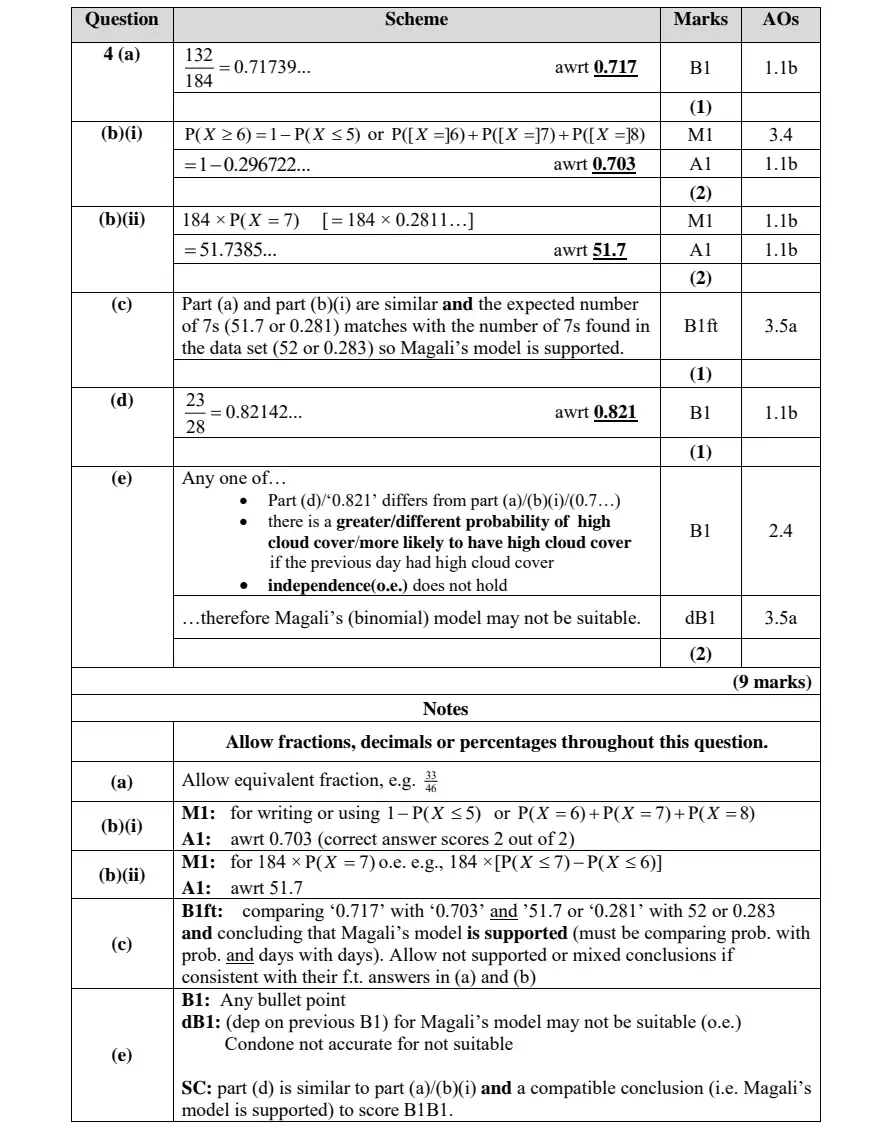 Question Scheme Marks AOs
4 (a) 132/184 = 0.71739... awrt 0.717 B1 1.1b
(1)
(b)(i) P( X ≥ 6) = 1 − P( X ≤ 5) or P([ X =]6) + P([ X =]7) + P([ X =]8) M1 3.4
= 1 − 0.296722... awrt 0.703 A1 1.1b
(2)
(b)(ii) 184 × P( X = 7) [ = 184 × 0.2811…] M1 1.1b
= 51.7385... awrt 51.7 A1 1.1b
(2)
(c) Part (a) and part (b)(i) are similar and the expected number
of 7s (51.7 or 0.281) matches with the number of 7s found in
the data set (52 or 0.283) so Magali’s model is supported. B1ft 3.5a
(1)
(d) 23/28 = 0.82142... awrt 0.821 B1 1.1b
(1)
(e) Any one of…
• Part (d)/‘0.821’ differs from part (a)/(b)(i)/(0.7…)
• there is a greater/different probability of high
cloud cover/more likely to have high cloud cover
if the previous day had high cloud cover
• independence(o.e.) does not hold B1 2.4
…therefore Magali’s (binomial) model may not be suitable. dB1 3.5a
(2)
(9 marks)
Notes
Allow fractions, decimals or percentages throughout this question.
(a) Allow equivalent fraction, e.g. 33/46
(b)(i) M1: for writing or using 1 − P( X ≤ 5) or P( X = 6) + P( X = 7) + P( X = 8)
A1: awrt 0.703 (correct answer scores 2 out of 2)
(b)(ii) M1: for 184 × P( X = 7) o.e. e.g., 184 ×[P( X ≤ 7) − P( X ≤ 6)]
A1: awrt 51.7
(c) B1ft: comparing ‘0.717’ with ‘0.703’ and ’51.7 or ‘0.281’ with 52 or 0.283
and concluding that Magali’s model is supported (must be comparing prob. with
prob. and days with days). Allow not supported or mixed conclusions if
consistent with their f.t. answers in (a) and (b)
(e) B1: Any bullet point
dB1: (dep on previous B1) for Magali’s model may not be suitable (o.e.)
Condone not accurate for not suitable
SC: part (d) is similar to part (a)/(b)(i) and a compatible conclusion (i.e. Magali’s
model is supported) to score B1B1.